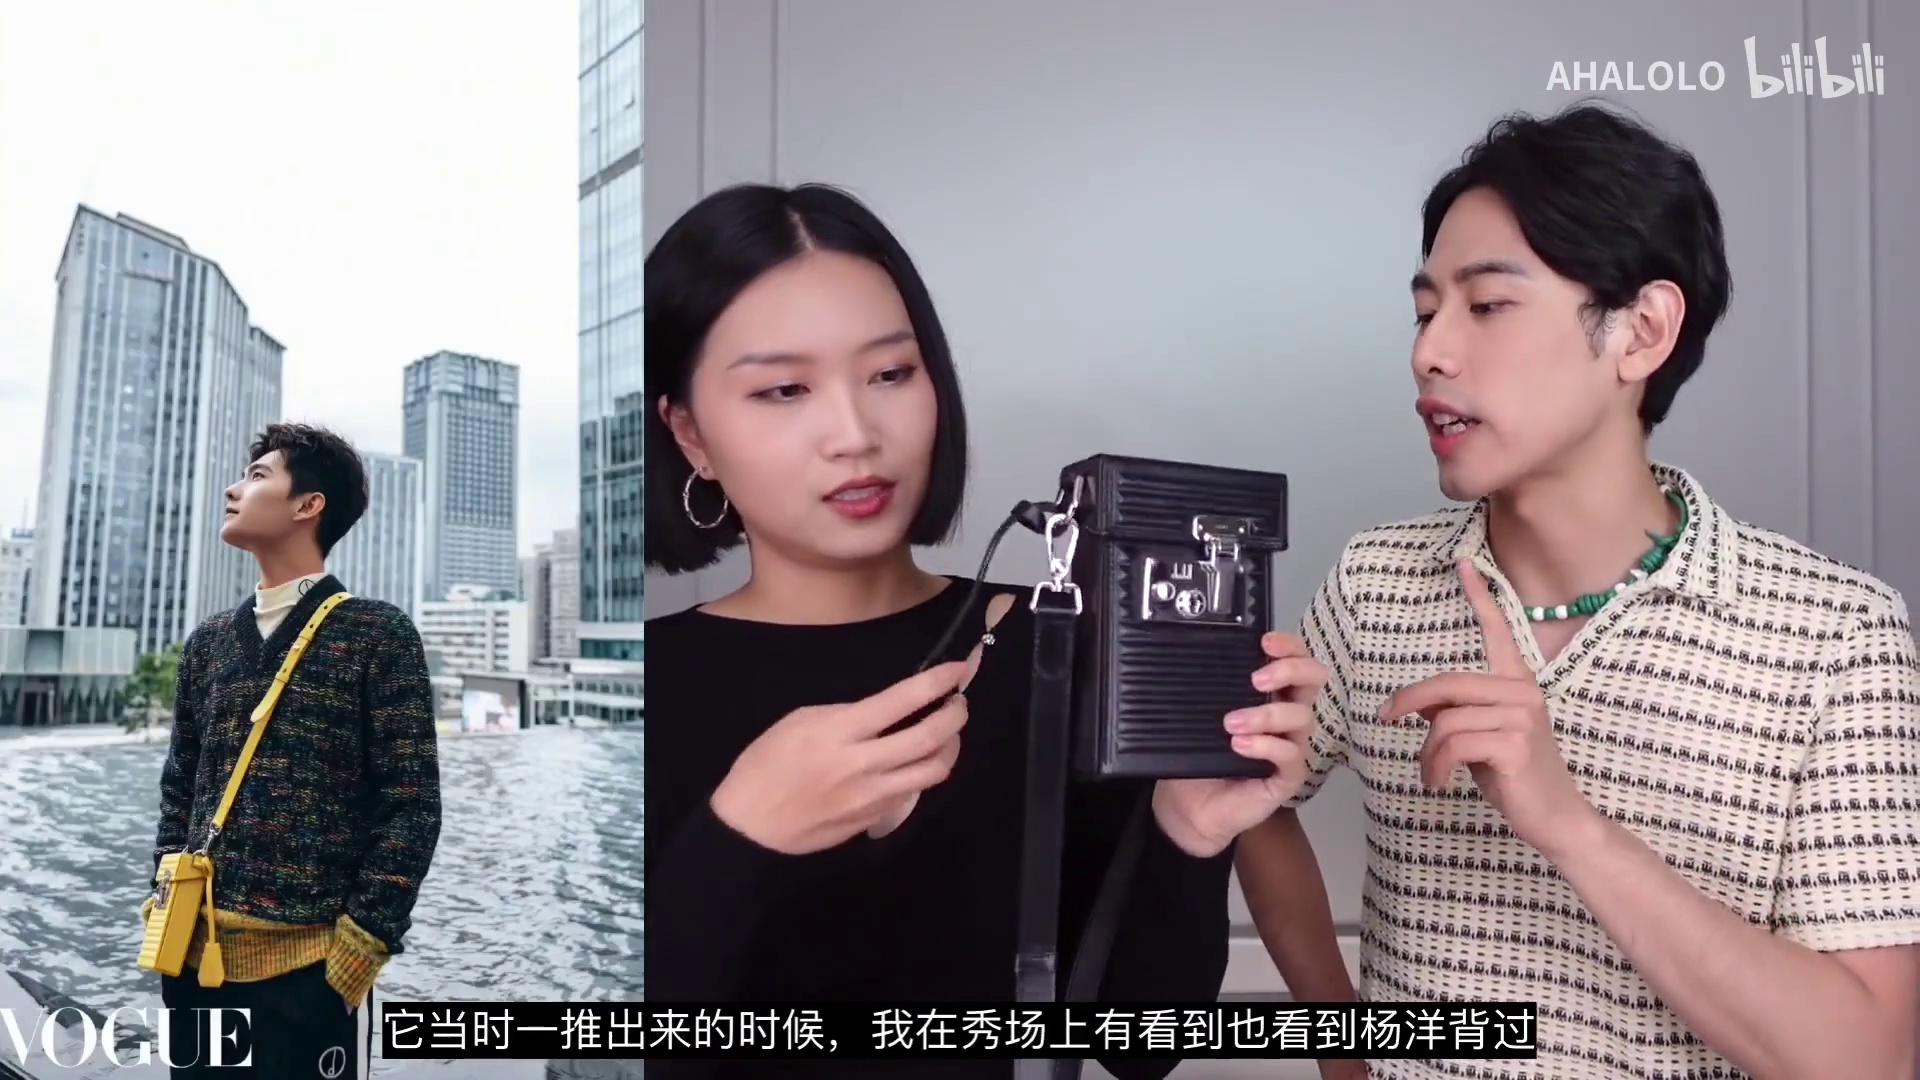 AHALOLO bilibili
VOGUE
它当时一推出来的时候，我在秀场上有看到也看到杨洋背过